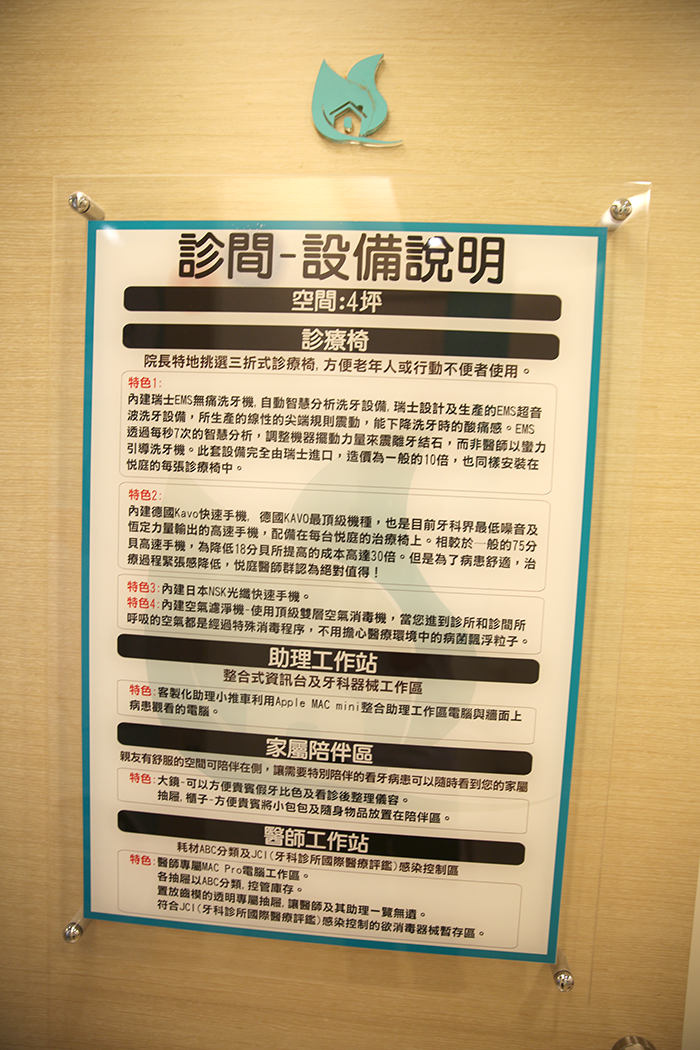 診間-設備說明
空間:4坪
診療椅
院長特地挑選三折式診療椅,方便老年人或行動不便者使用。
特色1:
內建瑞士EMS無痛洗牙機,自動智慧分析洗牙設備,瑞士設計及生產的EMS超音
波洗牙設備,所生產的線性的尖端規則震動,能下降洗牙時的酸痛感。EMS
透過每秒7次的智慧分析,調整機器擺動力量來震離牙結石,而非醫師以蠻力
引導洗牙機。此套設備完全由瑞士進口,造價為一般的10倍,也同樣安裝在
悅庭的每張診療椅中。
特色2:
內建德國Kavo快速手機, 德國KAVO最頂級機種,也是目前牙科界最低噪音及
恆定力量輸出的高速手機,配備在每台悅庭的治療椅上。相較於一般的75分
貝高速手機,為降低18分貝所提高的成本高達30倍。但是為了病患舒適,治
療過程緊張感降低,悅庭醫師群認為絕對值得!
特色3:內建日本NSK光纖快速手機。
特色4:內建空氣濾淨機-使用頂級雙層空氣消毒機,當您進到診所和診間所
呼吸的空氣都是經過特殊消毒程序,不用擔心醫療環境中的病菌飄浮粒子。
助理工作站
整合式資訊台及牙科器械工作區
特色:客製化助理小推車利用Apple MAC mini整合助理工作區電腦與牆面上
病患觀看的電腦。
家屬陪伴區
親友有舒服的空間可陪伴在側,讓需要特別陪伴的看牙病患可以隨時看到您的家屬
特色:大鏡-可以方便貴賓假牙比色及看診後整理儀容。
抽屜,櫃子-方便貴賓將小包包及隨身物品放置在陪伴區。
醫師工作站
耗材ABC分類及JCI(牙科診所國際醫療評鑑)感染控制區
特色:醫師專屬MAC Pro電腦工作區。
各抽屜以ABC分類,控管庫存。
置放齒模的透明專屬抽屜,讓醫師及其助理一覽無遺。
符合JCI(牙科診所國際醫療評鑑)感染控制的欲消毒器械暫存區。